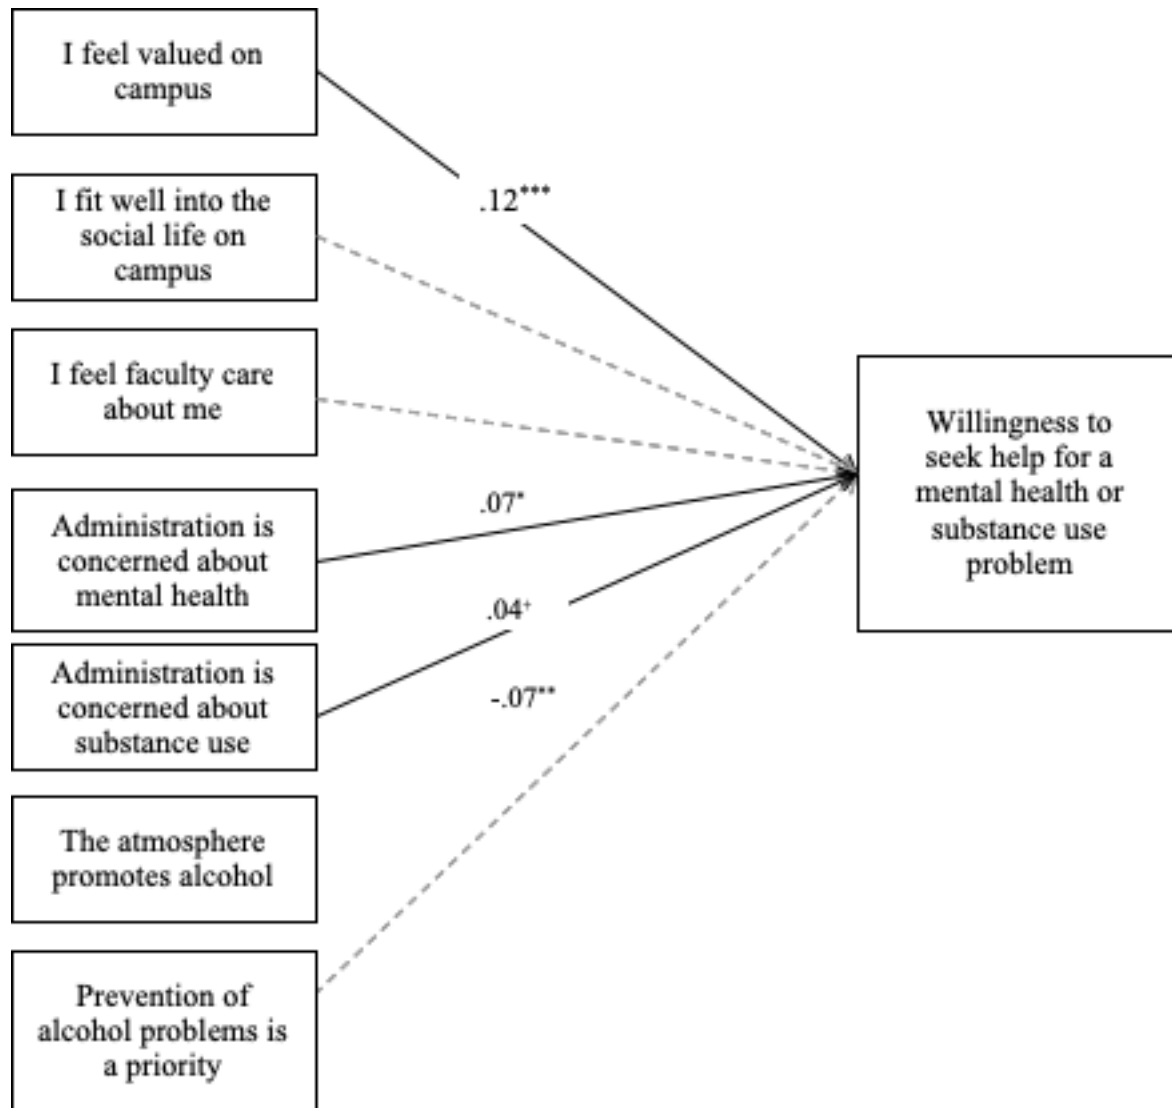 I feel valued on
campus
.12***
I fit well into the
social life on
campus
I feel faculty care
about me
Administration is
concerned about
mental health
.07*
.04+
Administration is
concerned about
substance use
-.07**
The atmosphere
promotes alcohol
Prevention of
alcohol problems is
a priority
Willingness to
seek help for a
mental health or
substance use
problem